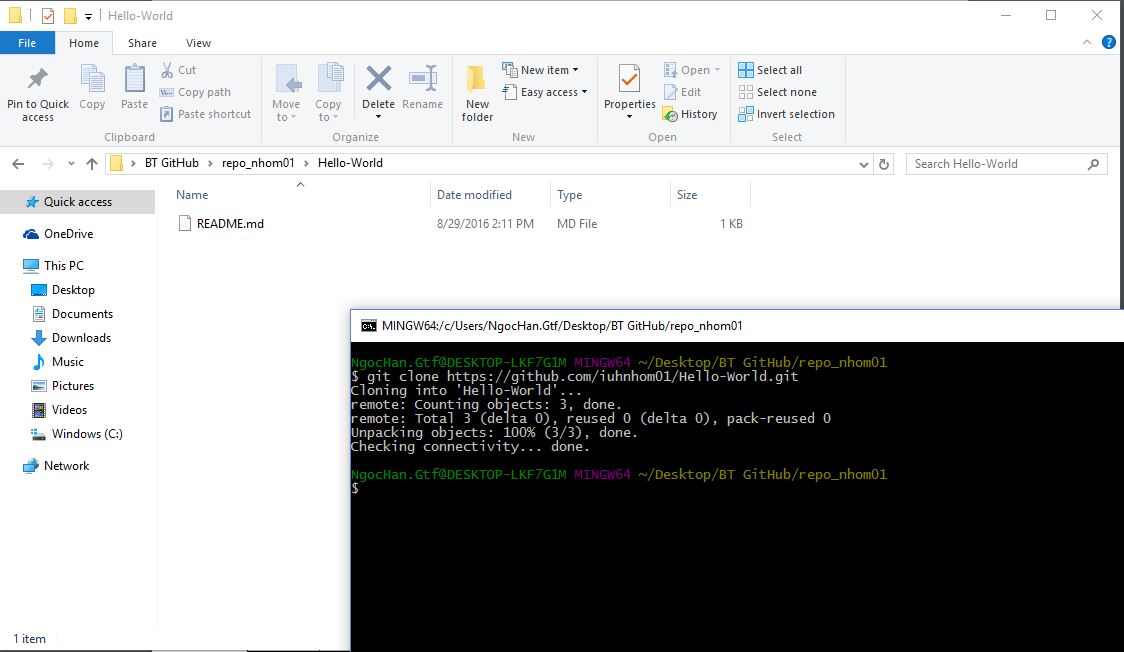 Hello-World
File Home Share View
Pin to Quick access
Copy
Paste
Cut
Copy path
Paste shortcut
Clipboard
Move to
Copy to
Delete
Rename
Organize
New folder
New item
Easy access
New
Properties
Open
Edit
History
Open
Select all
Select none
Invert selection
Select
BT GitHub > repo_nhom01 > Hello-World
Search Hello-World
Name Date modified Type Size
README.md 8/29/2016 2:11 PM MD File 1 KB
Quick access
OneDrive
This PC
Desktop
Documents
Downloads
Music
Pictures
Videos
Windows (C:)
Network
1 item
MINGW64:/c/Users/NgocHan.Gtf/Desktop/BT GitHub/repo_nhom01
NgocHan.Gtf@DESKTOP-LKF7G1M MINGW64 ~/Desktop/BT GitHub/repo_nhom01
$ git clone https://github.com/iuhnhom01/Hello-World.git
Cloning into 'Hello-World'...
remote: Counting objects: 3, done.
remote: Total 3 (delta 0), reused 0 (delta 0), pack-reused 0
Unpacking objects: 100% (3/3), done.
Checking connectivity... done.
NgocHan.Gtf@DESKTOP-LKF7G1M MINGW64 ~/Desktop/BT GitHub/repo_nhom01
$